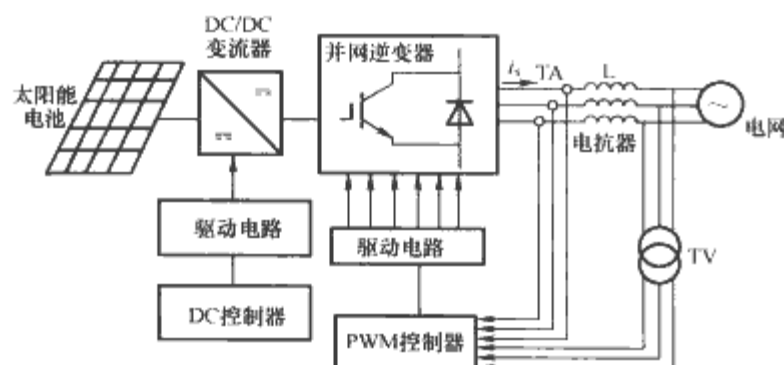 DC/DC
变流器
并网逆变器
太阳能
电池
is TA
L
电抗器
电网
驱动电路
驱动电路
TV
DC控制器
PWM控制器